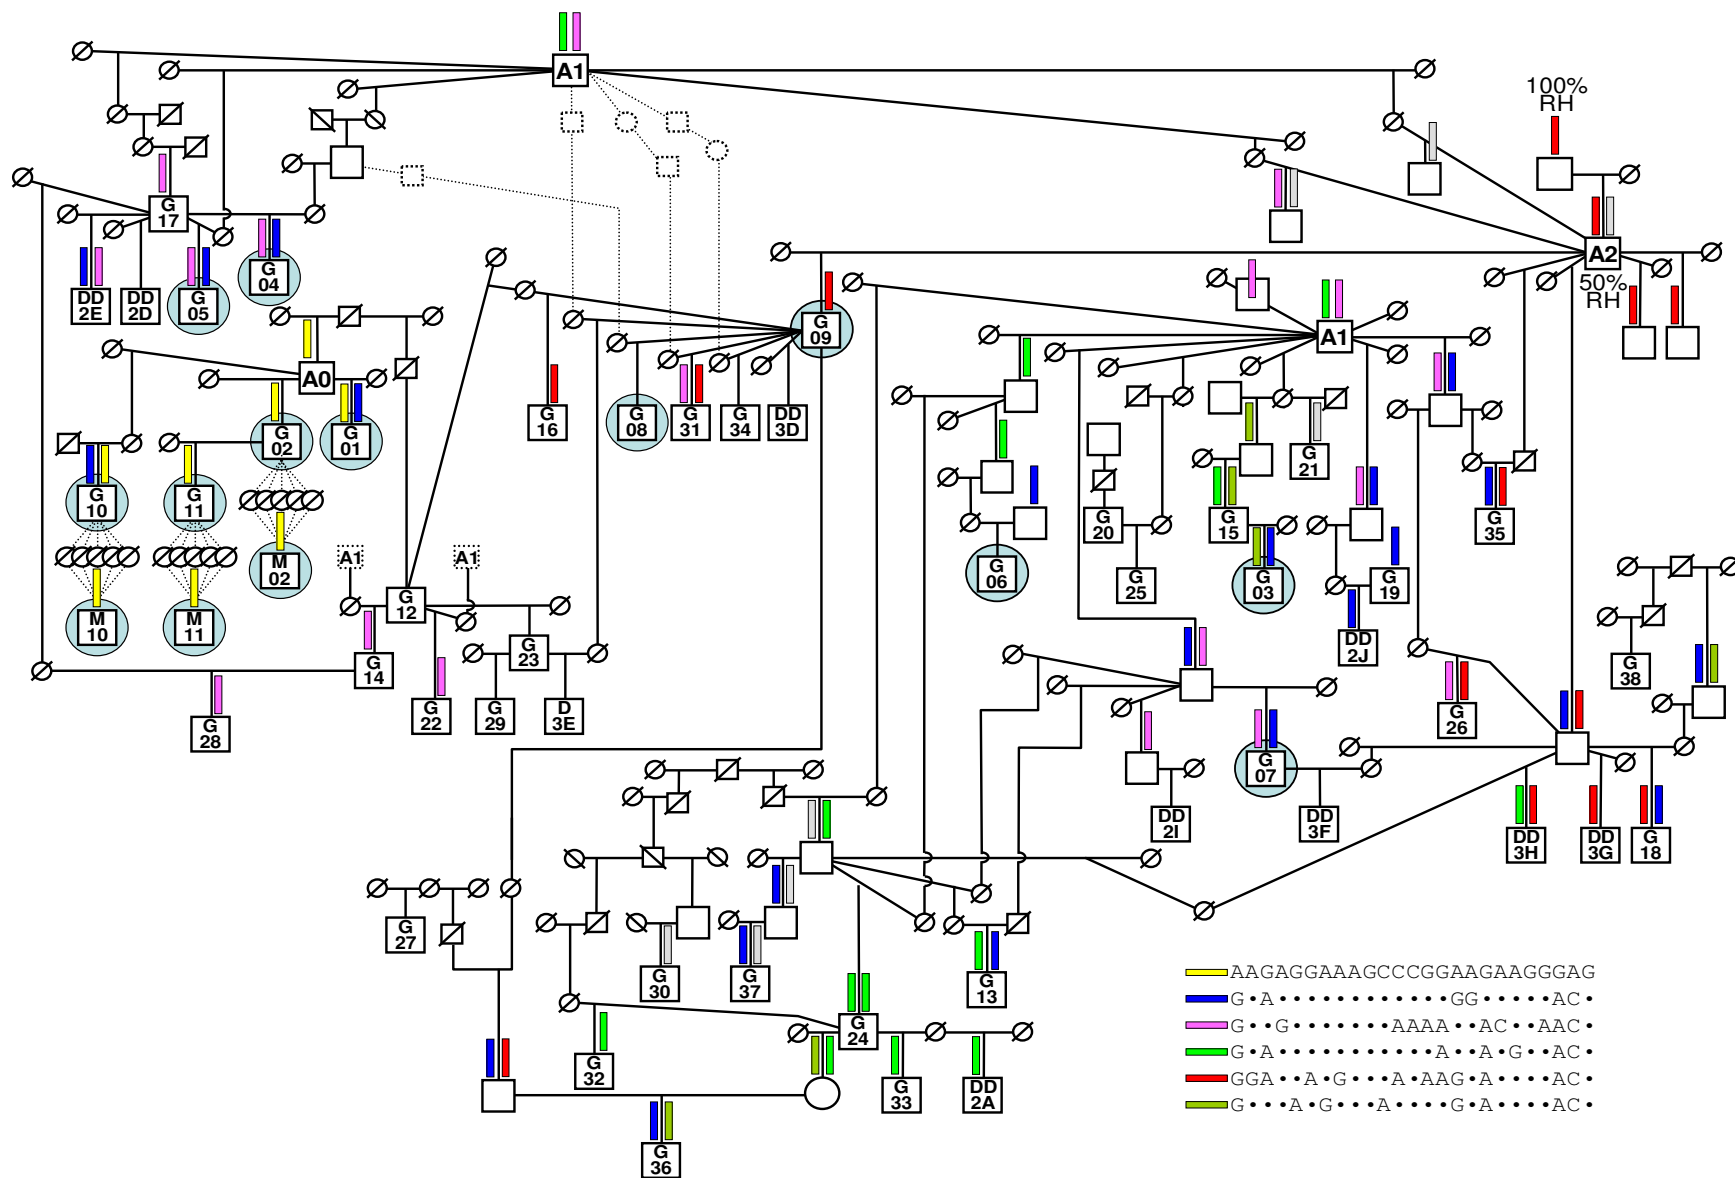 A1
100%
RH
G
17
A2
50%
RH
G
04
DD
2E
DD
2D
G
05
G
09
A1
A0
G
16
G
08
G
31
G
34
DD
3D
G
02
G
01
G
21
G
10
G
11
G
20
G
15
G
35
M
02
A1
A1
G
06
G
25
G
03
G
19
M
10
M
11
G
12
G
23
DD
2J
G
38
G
14
G
28
G
22
G
29
D
3E
G
26
G
07
DD
2I
DD
3F
DD
3H
DD
3G
G
18
G
27
G
30
G
37
G
13
G
24
G
32
G
33
DD
2A
G
36
AAGAGGAAAGCCCGGAAGAAGGGAG
G•A••••••••••••GG•••••AC•
G••G•••••••AAAA••AC••AAC•
G•A•••••••••••A••A•G••AC•
GGA••A•G•••A•AAG•A••••AC•
G•••A•G•••A••••G•A••••AC•